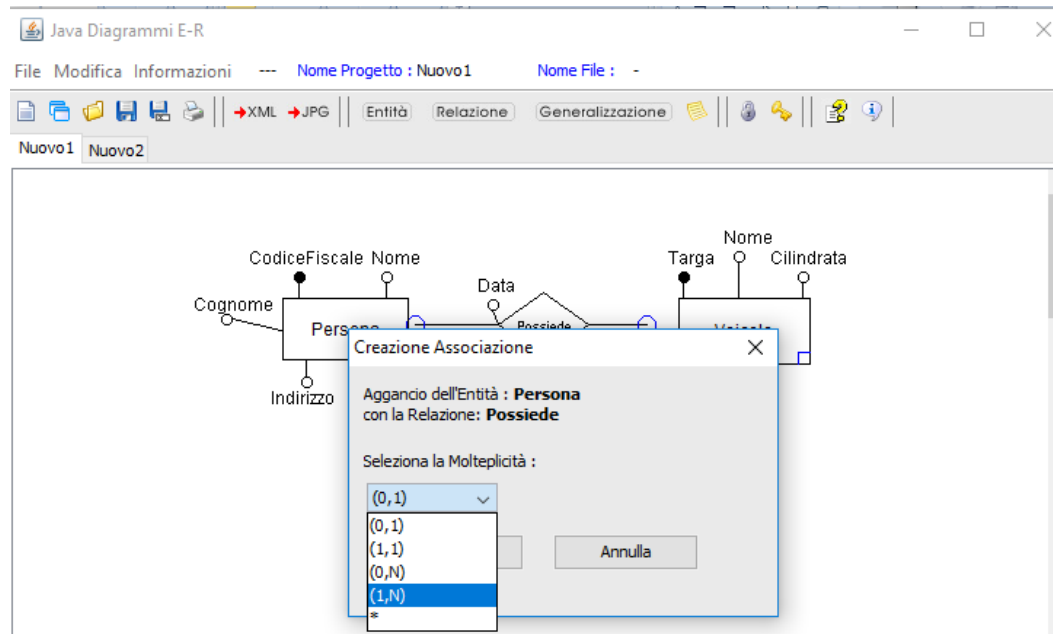 Java Diagrammi E-R
File Modifica Informazioni --- Nome Progetto : Nuovo1 Nome File : -
XML JPG Entità Relazione Generalizzazione
Nuovo1 Nuovo2
Nome
CodiceFiscale Nome Targa Cilindrata
Data
Cognome
Possiede
Creazione Associazione
Aggancio dell'Entità : Persona
con la Relazione: Possiede
Indirizzo
Seleziona la Molteplicità :
(0,1)
(0,1)
(1,1)
Annulla
(0,N)
(1,N)
*